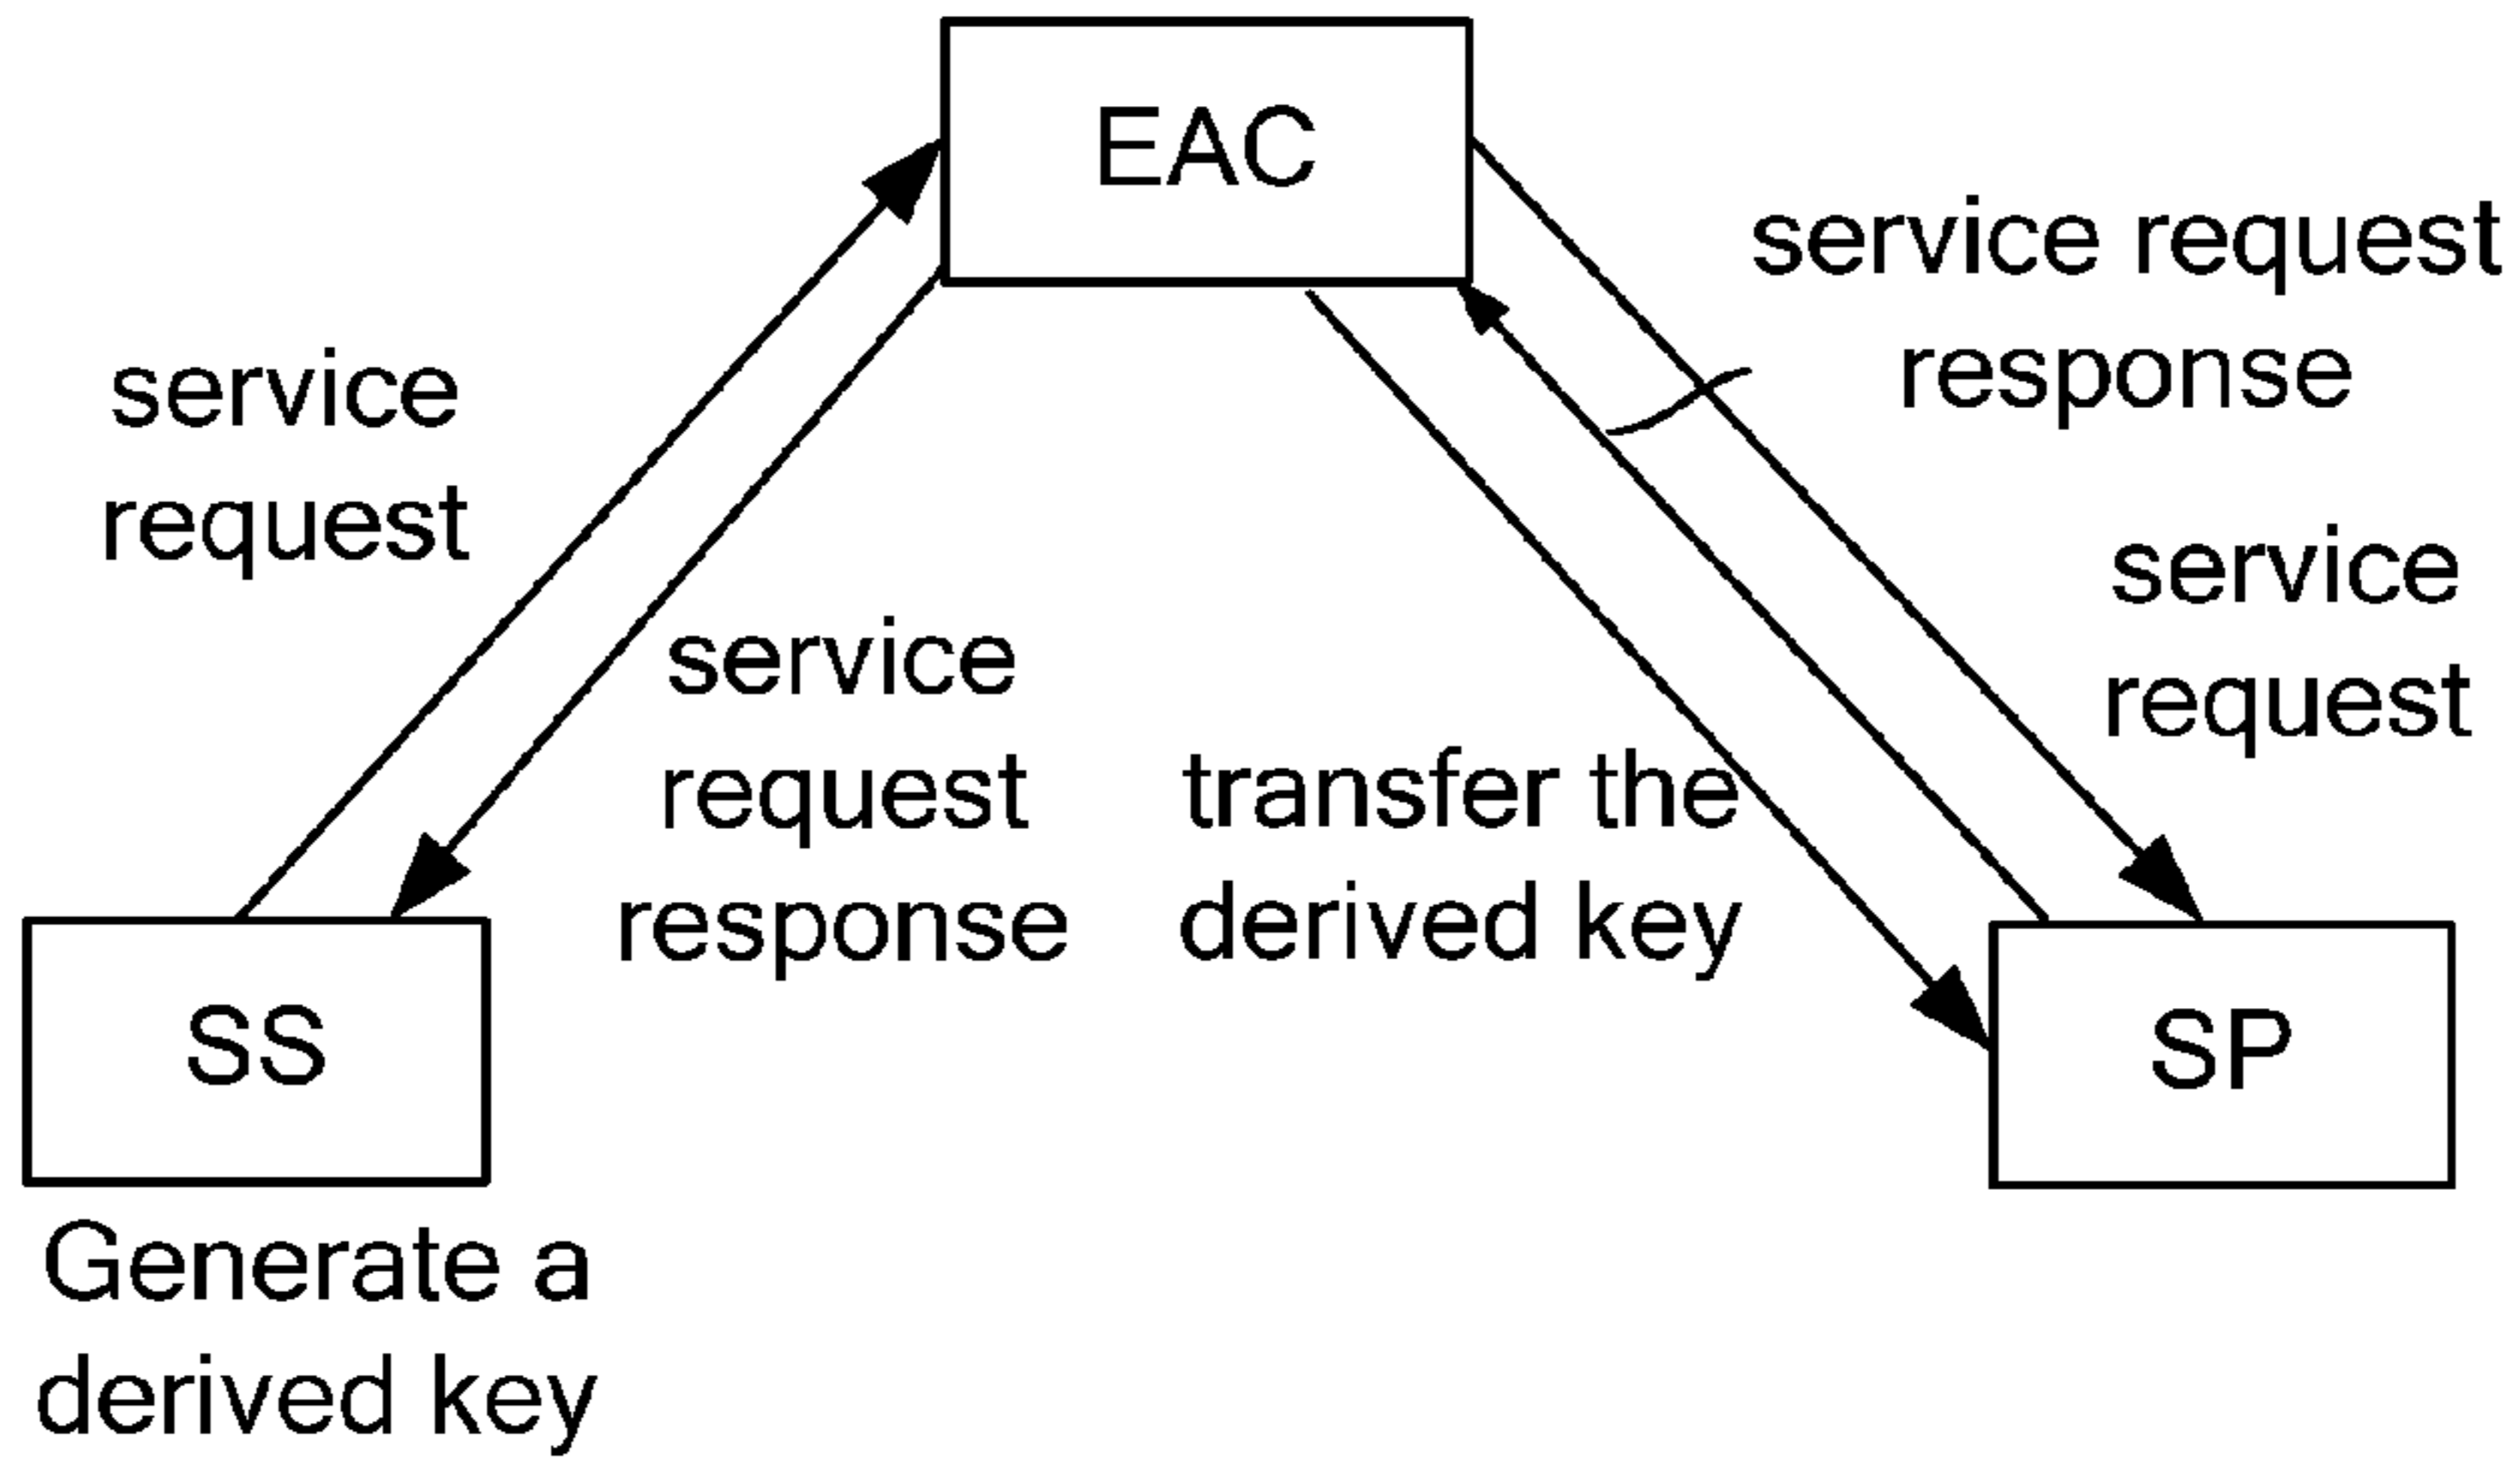 EAC
service request
response
service
request
service
request
service
request
response
transfer the
derived key
SS
SP
Generate a
derived key